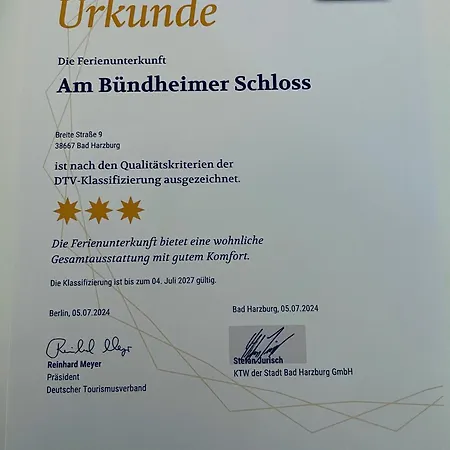 Urkunde
Die Ferienunterkunft
Am Bündheimer Schloss
Breite Straße 9
38667 Bad Harzburg
ist nach den Qualitätskriterien der
DTV-Klassifizierung ausgezeichnet.
Die Ferienunterkunft bietet eine wohnliche
Gesamtausstattung mit gutem Komfort.
Die Klassifizierung ist bis zum 04. Juli 2027 gültig.
Berlin, 05.07.2024
Bad Harzburg, 05.07.2024
Reinhard Meyer
Reinhard Meyer
Präsident
Deutscher Tourismusverband
Stefan Jurisch
KTW der Stadt Bad Harzburg GmbH